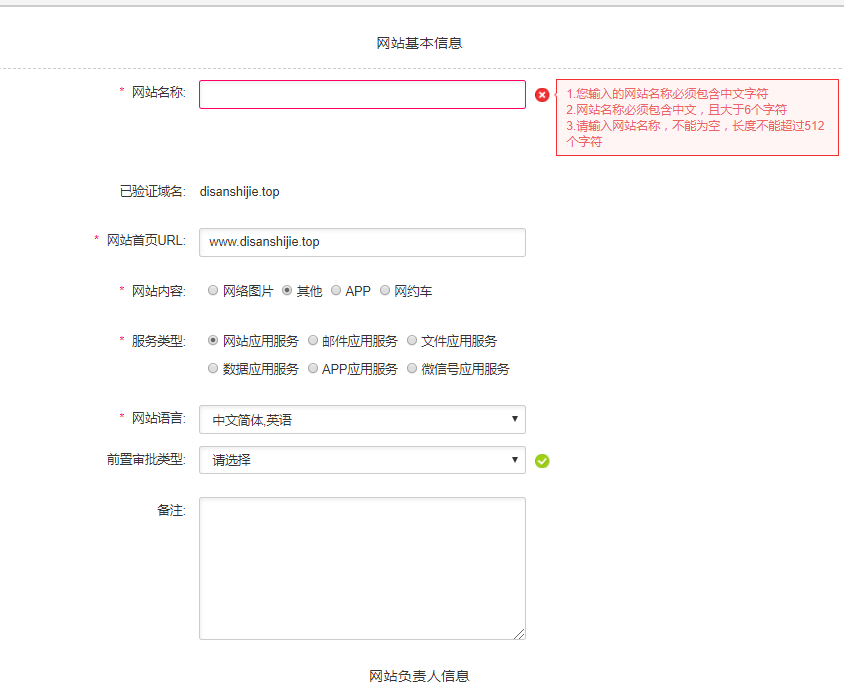 网站基本信息
* 网站名称:
1.您输入的网站名称必须包含中文字符
2.网站名称必须包含中文，且大于6个字符
3.请输入网站名称，不能为空，长度不能超过512
个字符
已验证域名: disanshijie.top
* 网站首页URL: www.disanshijie.top
* 网站内容: 网络图片 其他 APP 网约车
* 服务类型: 网站应用服务 邮件应用服务 文件应用服务
数据应用服务 APP应用服务 微信号应用服务
* 网站语言: 中文简体,英语
前置审批类型: 请选择
备注:
网站负责人信息